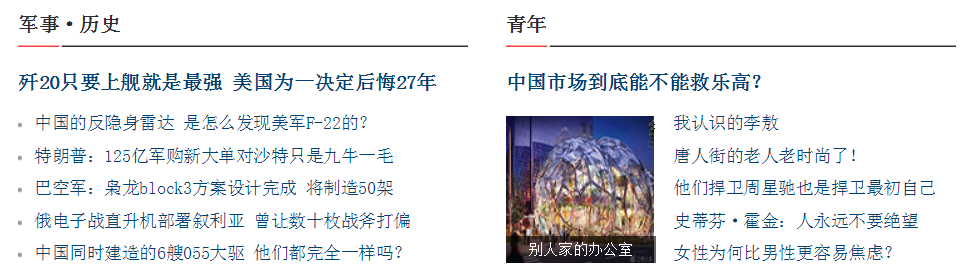 军事·历史
歼20只要上舰就是最强 美国为一决定后悔27年
中国的反隐身雷达 是怎么发现美军F-22的?
特朗普：125亿军购新大单对沙特只是九牛一毛
巴空军：枭龙block3方案设计完成 将制造50架
俄电子战直升机部署叙利亚 曾让数十枚战斧打偏
中国同时建造的6艘055大驱 他们都完全一样吗?
青年
中国市场到底能不能救乐高?
别人家的办公室
我认识的李敖
唐人街的老人老时尚了!
他们捍卫周星驰也是捍卫最初自己
史蒂芬·霍金：人永远不要绝望
女性为何比男性更容易焦虑?